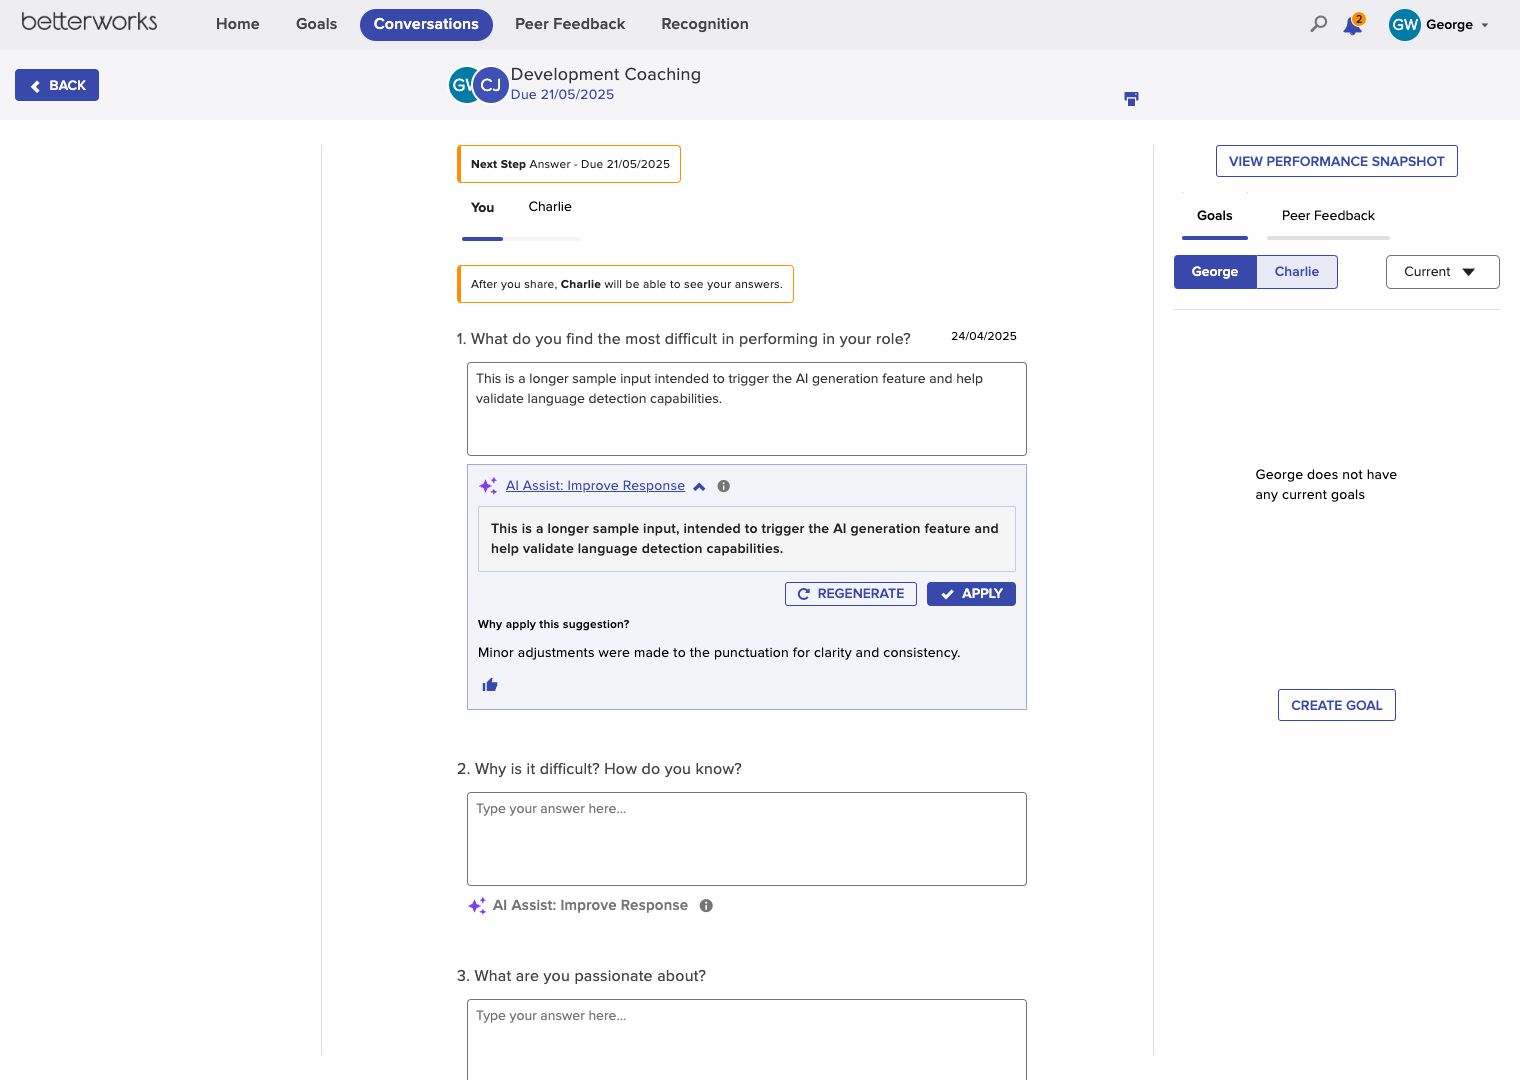 betterworks
Home
Goals
Conversations
Peer Feedback
Recognition
2
GW
George
BACK
CJ
Development Coaching
Due 21/05/2025
Next Step Answer - Due 21/05/2025
You
Charlie
After you share, Charlie will be able to see your answers.
1. What do you find the most difficult in performing in your role?
24/04/2025
This is a longer sample input intended to trigger the AI generation feature and help
validate language detection capabilities.
AI Assist: Improve Response
This is a longer sample input, intended to trigger the AI generation feature and
help validate language detection capabilities.
REGENERATE
APPLY
Why apply this suggestion?
Minor adjustments were made to the punctuation for clarity and consistency.
2. Why is it difficult? How do you know?
Type your answer here...
AI Assist: Improve Response
3. What are you passionate about?
Type your answer here...
VIEW PERFORMANCE SNAPSHOT
Goals
Peer Feedback
George
Charlie
Current
George does not have
any current goals
CREATE GOAL